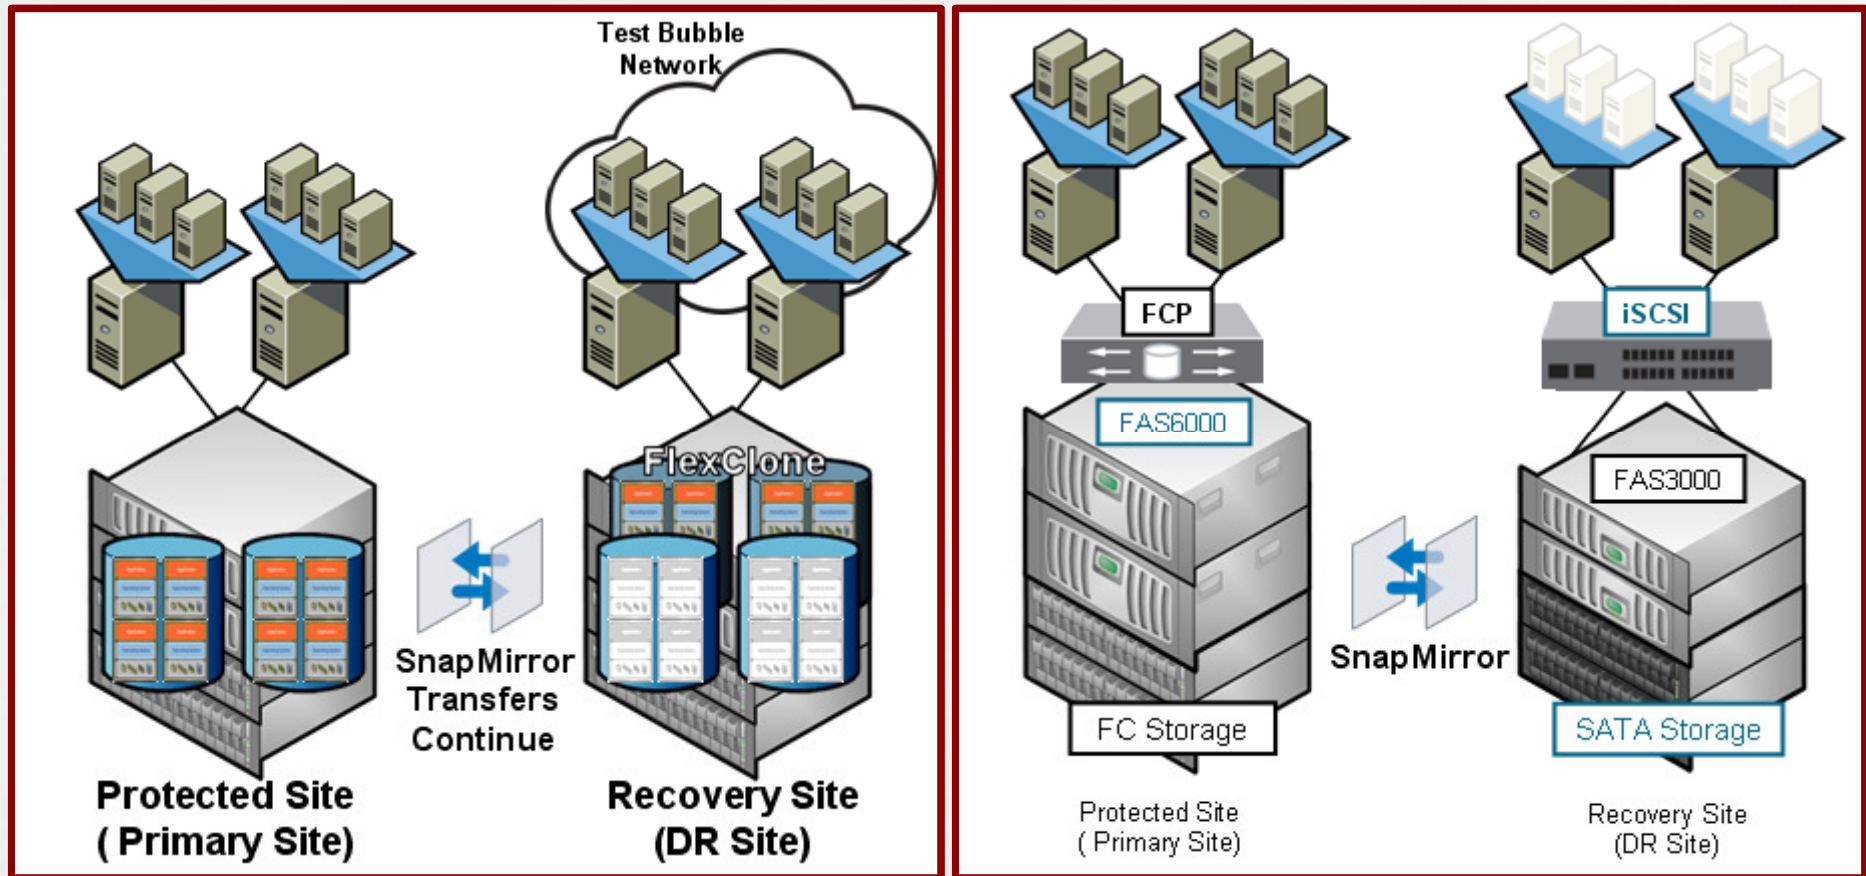 Test Bubble
Network
FlexClone
SnapMirror
Transfers
Continue
Protected Site
( Primary Site)
Recovery Site
(DR Site)
FCP
iSCSI
FAS6000
FAS3000
SnapMirror
FC Storage
SATA Storage
Protected Site
( Primary Site)
Recovery Site
(DR Site)